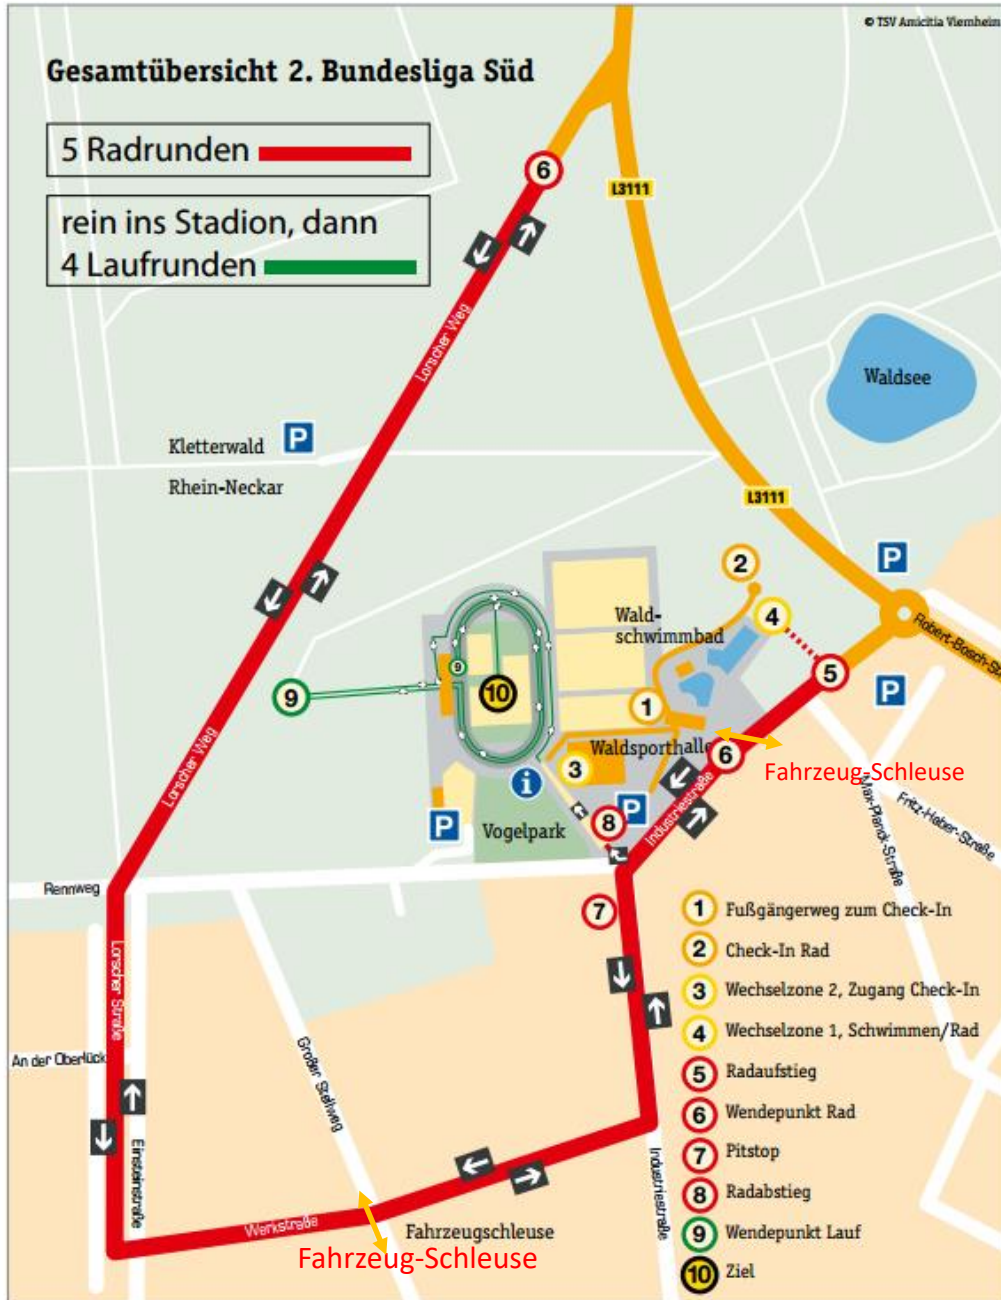 © TSV Amicitia Viernheim
Gesamtübersicht 2. Bundesliga Süd
5 Radrunden
rein ins Stadion, dann
4 Laufrunden
6
L3111
Lorscher Weg
Waldsee
Kletterwald
P
Rhein-Neckar
L3111
P
2
Wald-
schwimmbad
4
Robert-Bosch-St
9
9
10
5
P
1
Lorscher Weg
Waldsporthalle
6
3
Fahrzeug-Schleuse
i
P
8
P
Vogelpark
Industriestraße
Max-Planck-Straße
Fritz-Haber-Straße
Rennweg
7
1 Fußgängerweg zum Check-In
2 Check-In Rad
3 Wechselzone 2, Zugang Check-In
4 Wechselzone 1, Schwimmen/Rad
5 Radaufstieg
6 Wendepunkt Rad
7 Pitstop
8 Radabstieg
9 Wendepunkt Lauf
10 Ziel
Lorscher Straße
An der Oberlück
Einsteinstraße
Großer Stellweg
Industriestraße
Werkstraße
Fahrzeugschleuse
Fahrzeug-Schleuse